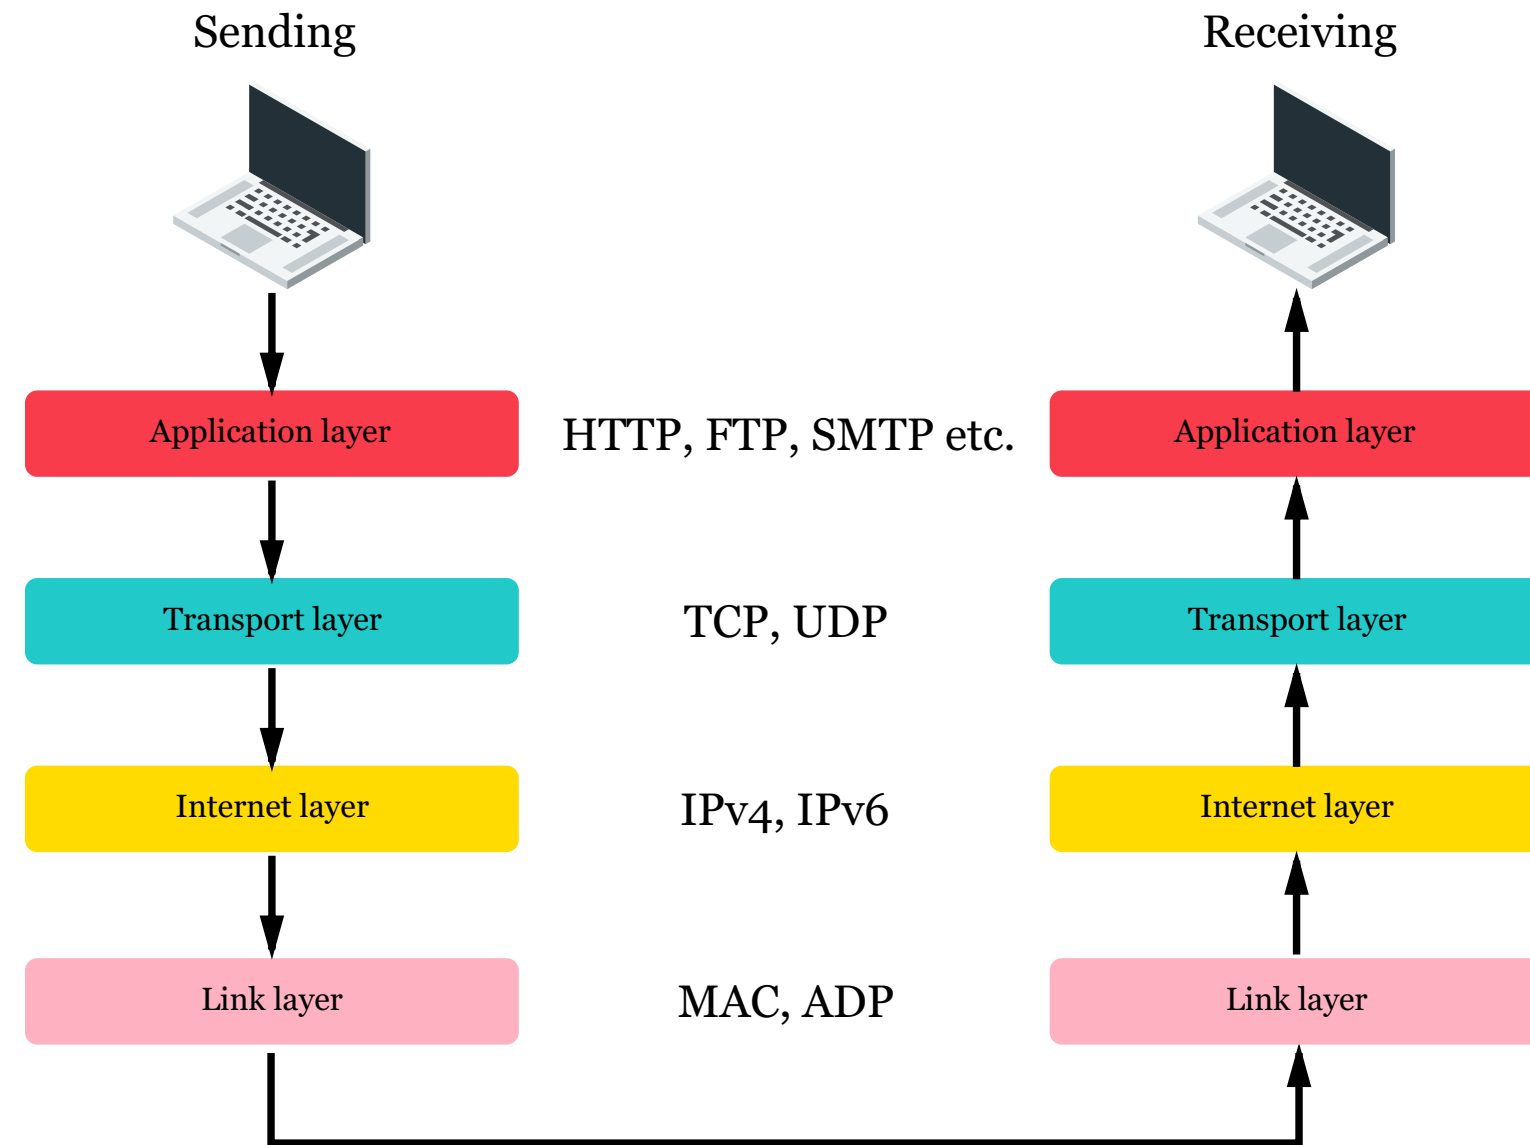 Sending
Receiving
Application layer
HTTP, FTP, SMTP etc.
Application layer
Transport layer
TCP, UDP
Transport layer
Internet layer
IPv4, IPv6
Internet layer
Link layer
MAC, ADP
Link layer